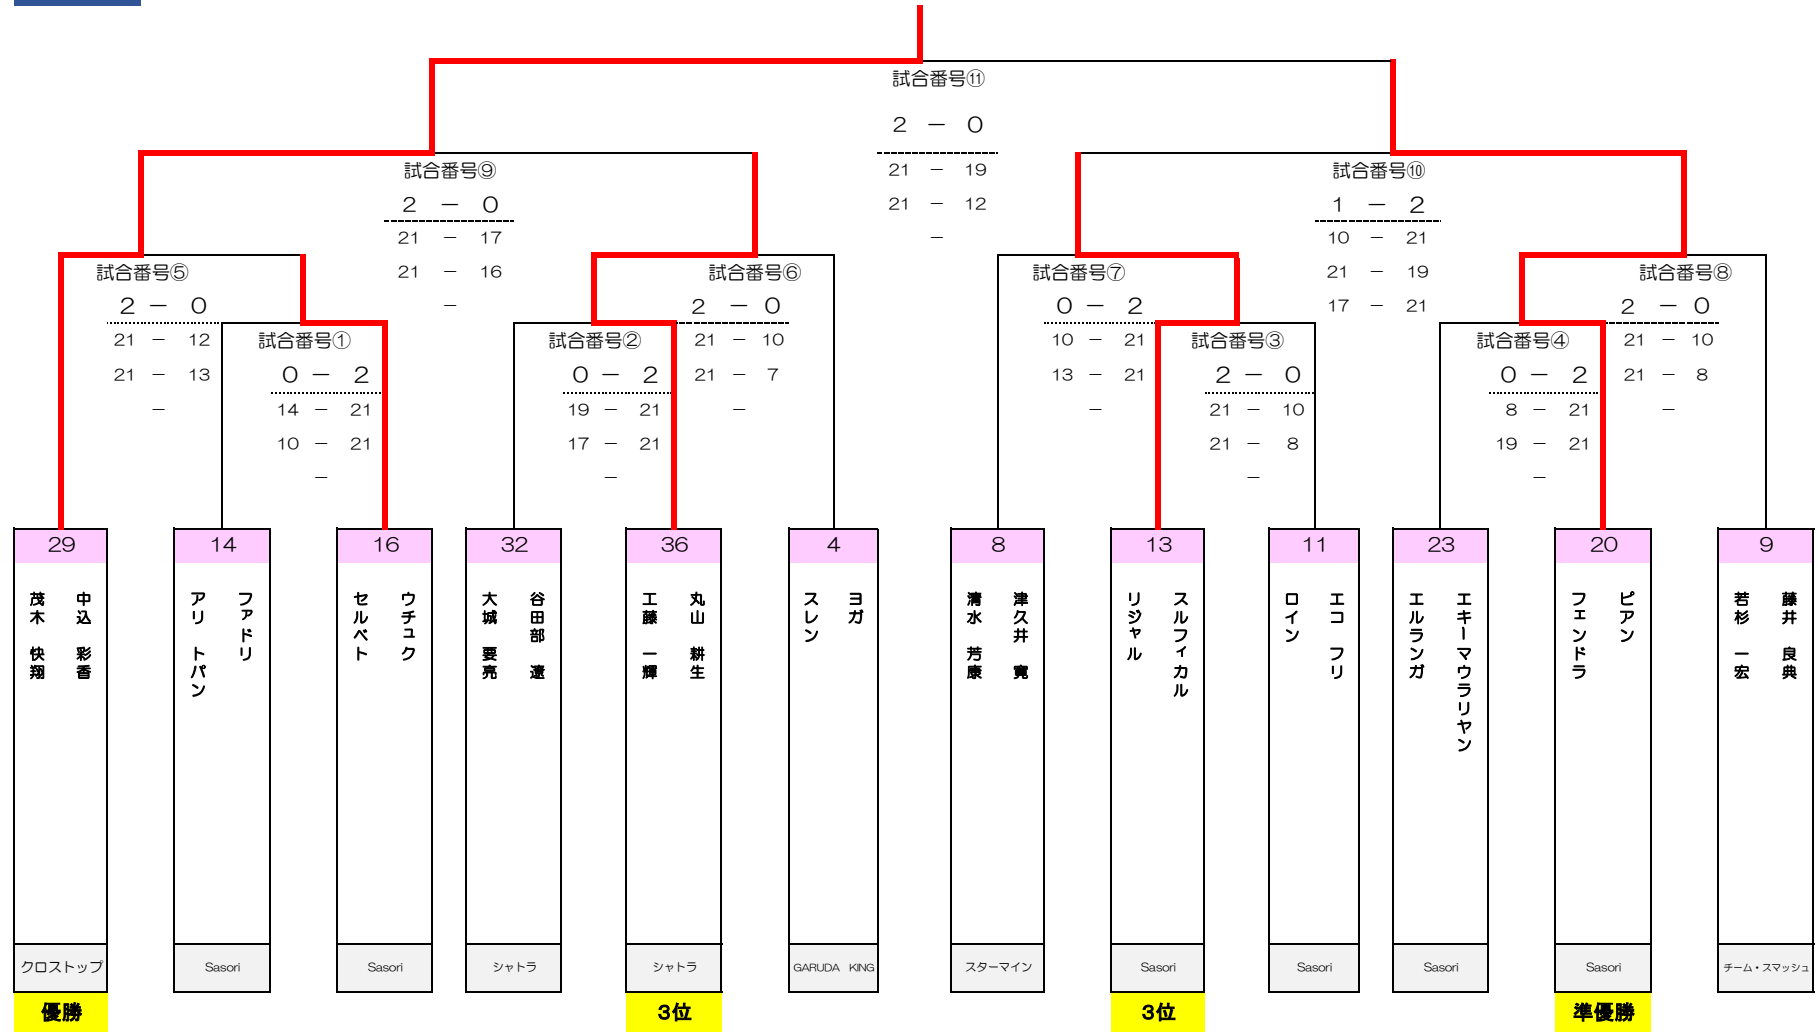 試合番号⑪
2 － 0
21 － 19
21 － 12
－
試合番号⑨
2 － 0
21 － 17
21 － 16
－
試合番号⑩
1 － 2
10 － 21
21 － 19
17 － 21
試合番号⑤
2 － 0
21 － 12
21 － 13
－
試合番号⑥
2 － 0
21 － 10
21 － 7
－
試合番号⑦
0 － 2
10 － 21
13 － 21
－
試合番号⑧
2 － 0
21 － 10
21 － 8
－
試合番号①
0 － 2
14 － 21
10 － 21
－
試合番号②
0 － 2
19 － 21
17 － 21
－
試合番号③
2 － 0
21 － 10
21 － 8
－
試合番号④
0 － 2
8 － 21
19 － 21
－
29
中込 彩香
茂木 快翔
クロストップ
優勝
14
ファドリ
アリ トパン
Sasori
16
ウチュク
セルベト
Sasori
32
谷田部 遼
大城 要亮
シャトラ
36
丸山 耕生
工藤 一輝
シャトラ
3位
4
ヨガ
スレン
GARUDA KING
8
津久井 寛
清水 芳康
スターマイン
13
スルフィカル
リジャル
Sasori
3位
11
エコ フリ
ロイン
Sasori
23
エキーマウラリヤン
エルランガ
Sasori
20
ピアン
フェンドラ
Sasori
準優勝
9
藤井 良典
若杉 一宏
チーム・スマッシュ